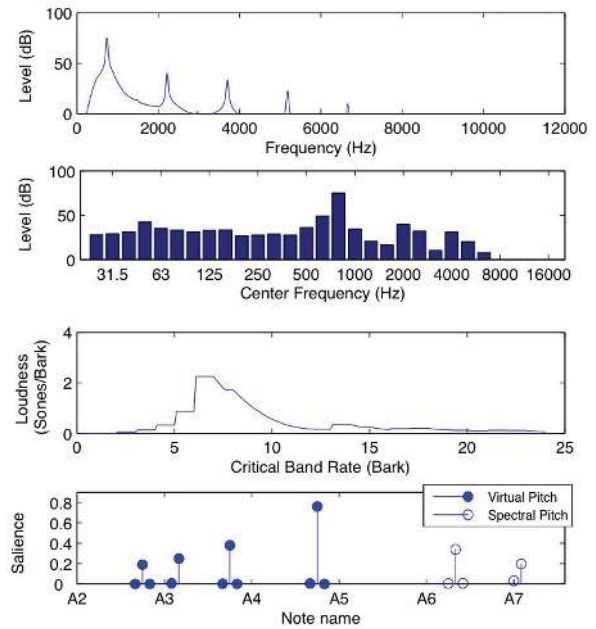 100
50
0
Level (dB)
0 2000 4000 6000 8000 10000 12000
Frequency (Hz)
100
50
0
Level (dB)
31.5 63 125 250 500 1000 2000 4000 8000 16000
Center Frequency (Hz)
4
2
0
Loudness
(Sones/Bark)
0 5 10 15 20 25
Critical Band Rate (Bark)
0.8
0.6
0.4
0.2
0
Salience
Virtual Pitch
Spectral Pitch
A2 A3 A4 A5 A6 A7
Note name